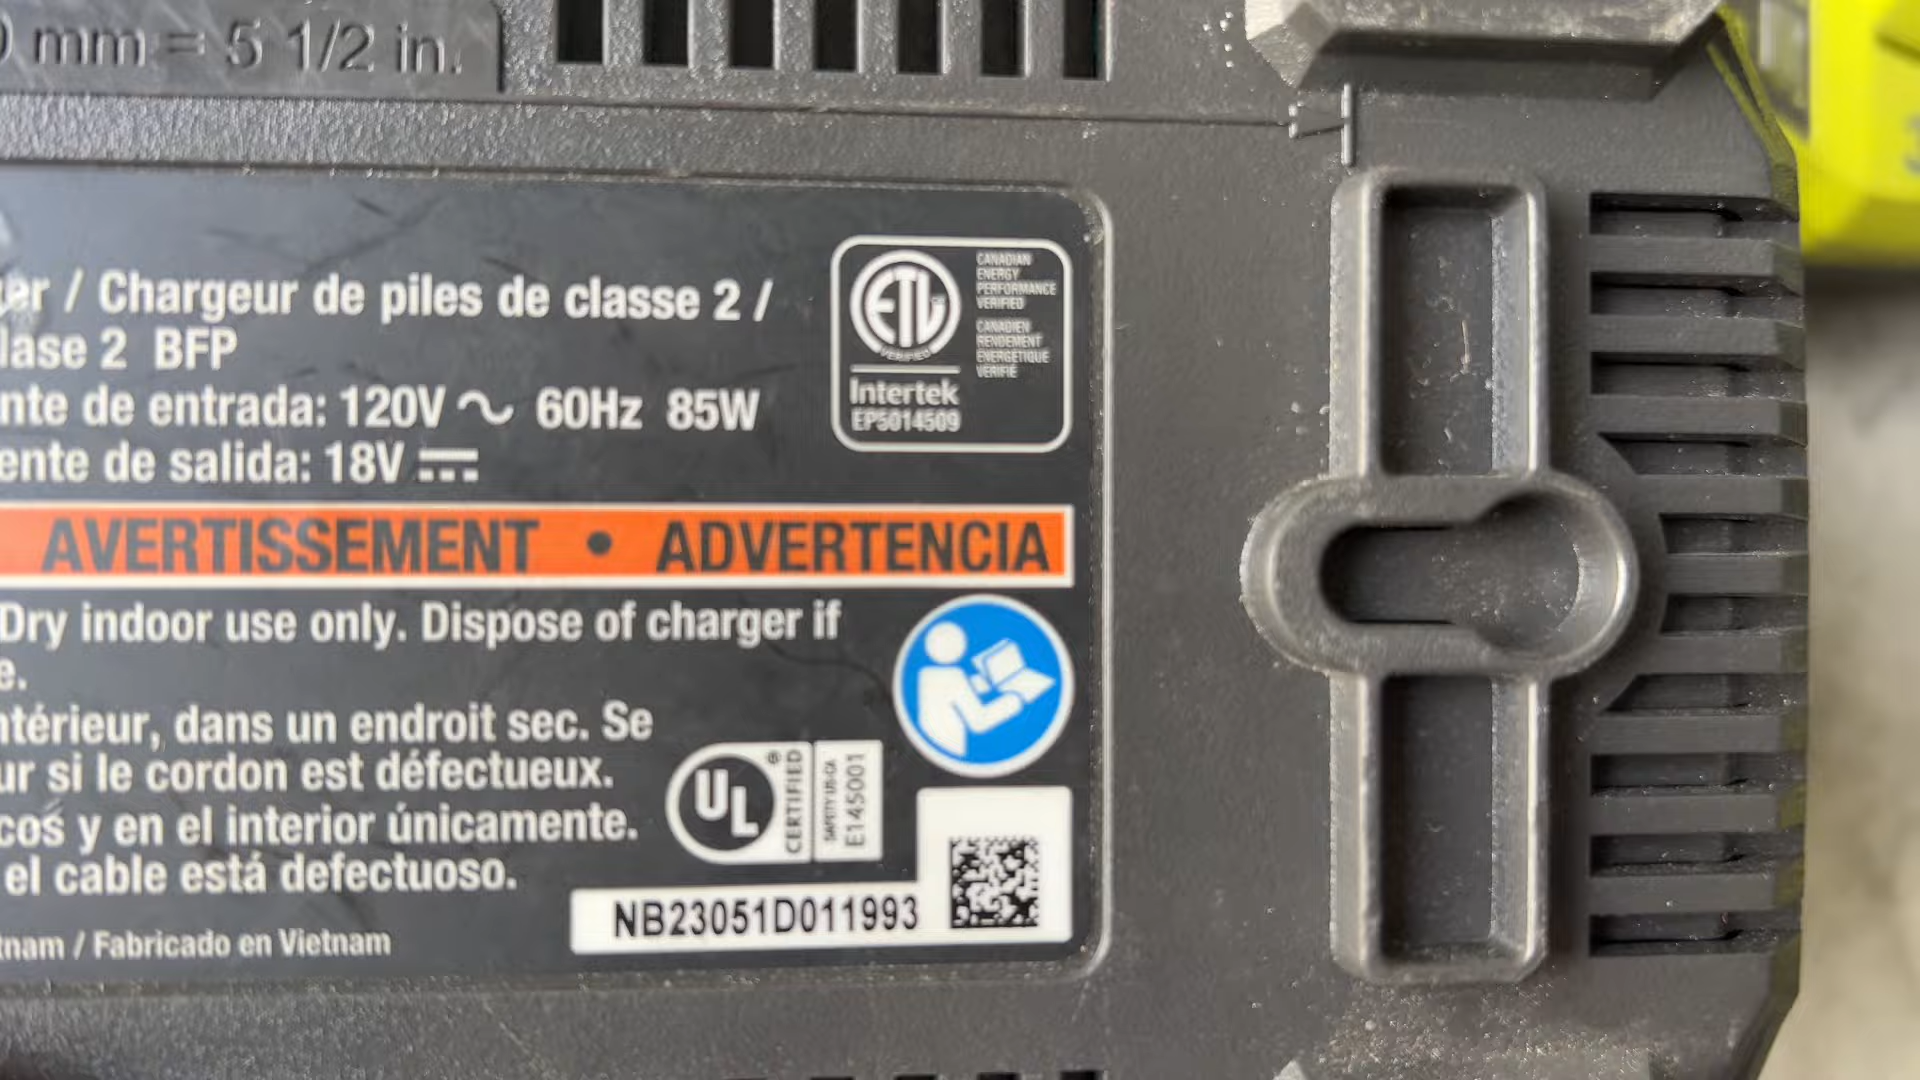 mm = 5 1/2 in.
er / Chargeur de piles de classe 2 /
lase 2 BFP
nte de entrada: 120V ~ 60Hz 85W
ente de salida: 18V ⎓
ETL
VERIFIED
Intertek
EP5014509
CANADIAN
ENERGY
PERFORMANCE
VERIFIED
CANADIEN
RENDEMENT
ENERGETIQUE
VERIFIÉ
AVERTISSEMENT • ADVERTENCIA
Dry indoor use only. Dispose of charger if
e.
ntérieur, dans un endroit sec. Se
ur si le cordon est défectueux.
cos y en el interior únicamente.
el cable está defectuoso.
UL ® CERTIFIED
SAFETY US-CA
E145001
NB23051D011993
tnam / Fabricado en Vietnam